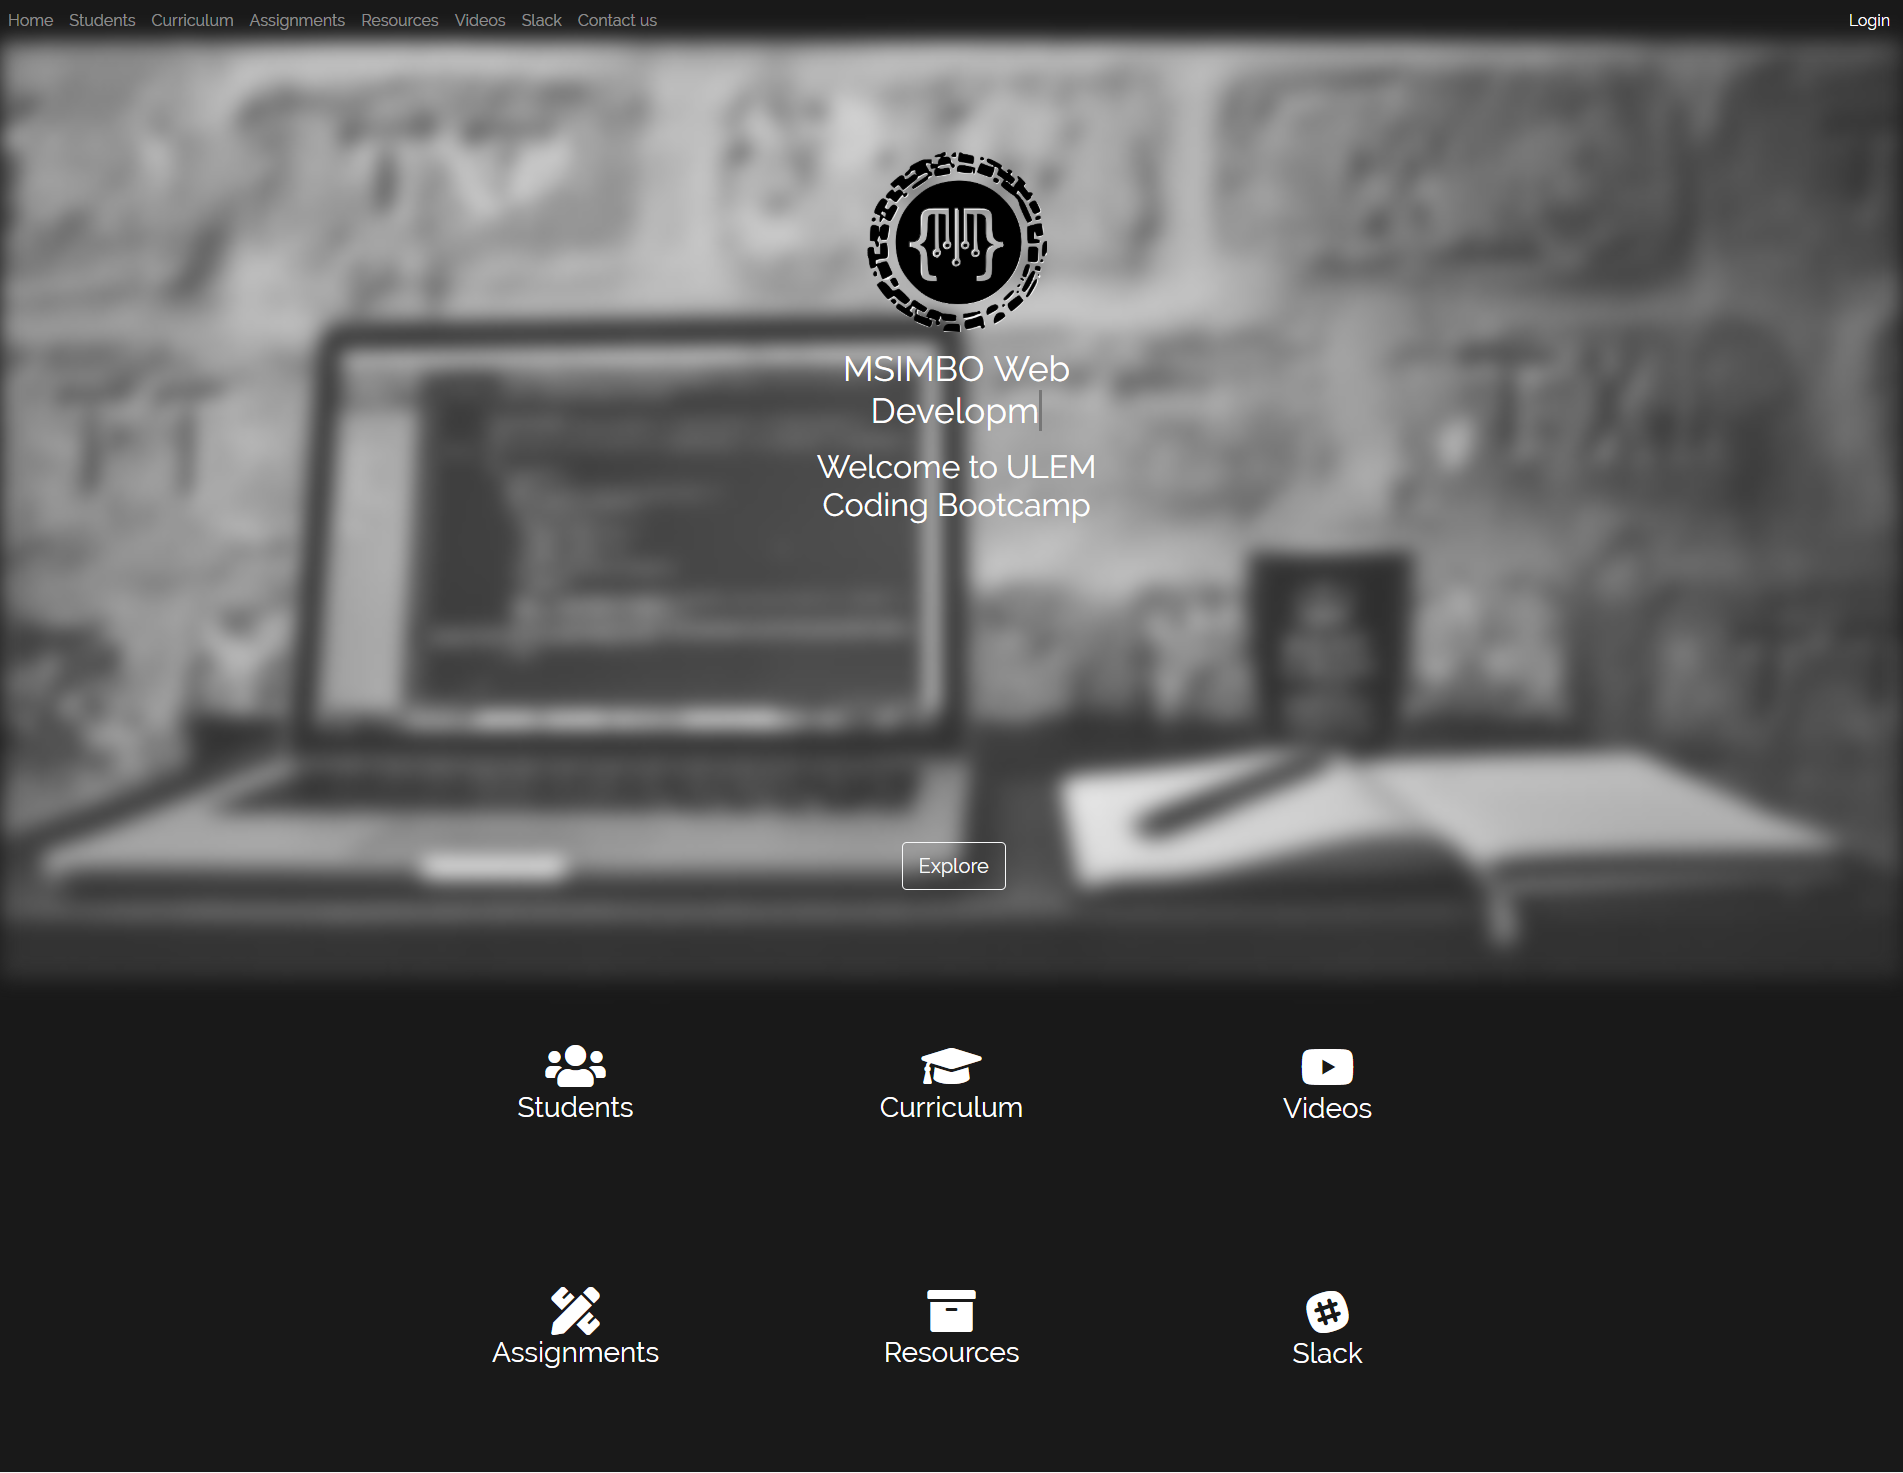 Home Students Curriculum Assignments Resources Videos Slack Contact us Login
MSIMBO Web
Developm
Welcome to ULEM
Coding Bootcamp
Explore
Students Curriculum Videos
Assignments Resources Slack